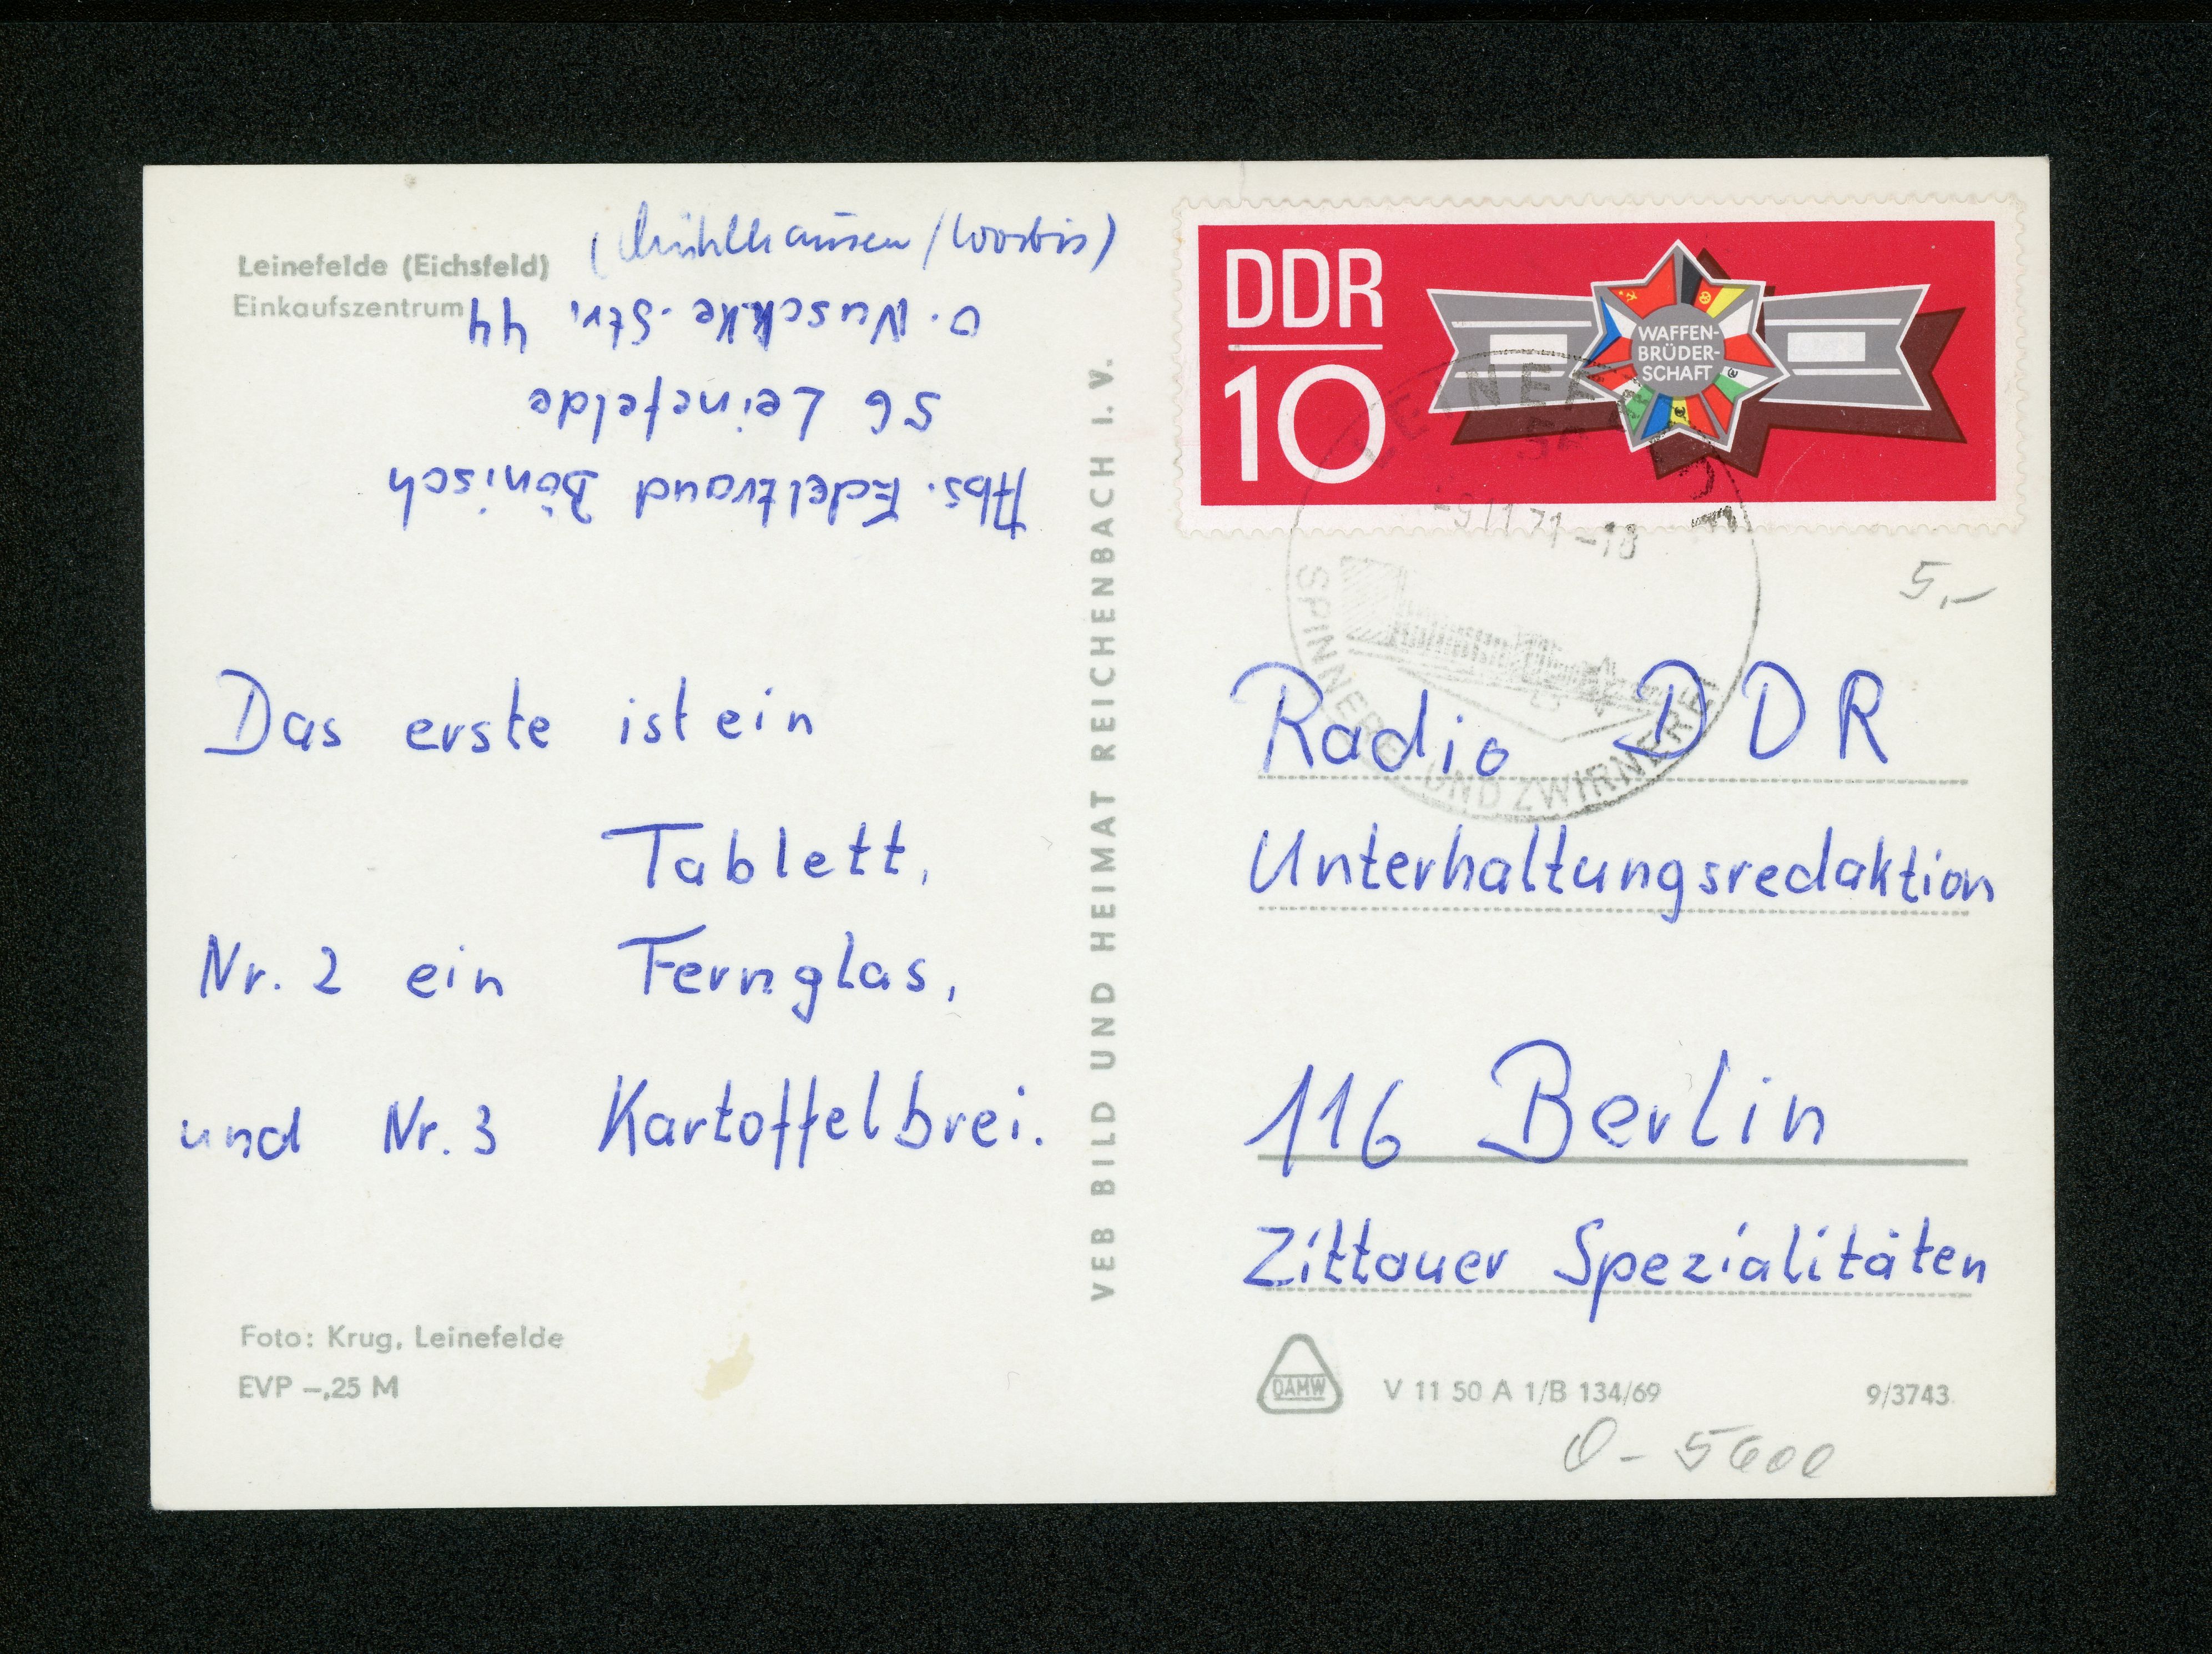 Leinefelde (Eichsfeld)
Einkaufszentrum
(Mühlhausen/Worbis)
Abs. Edeltraud Bönisch
56 Leinefelde
O. Nuschke-Str. 44
Das erste ist ein
Tablett,
Nr. 2 ein Fernglas,
und Nr. 3 Kartoffelbrei.
Foto: Krug, Leinefelde
EVP –,25 M
VEB BILD UND HEIMAT REICHENBACH I. V.
DDR
10
WAFFEN-
BRÜDER-
SCHAFT
71-18
SPINNEREI UND ZWIRNEREI
5,-
Radio DDR
Unterhaltungsredaktion
116 Berlin
Zittauer Spezialitäten
DAMW
V 11 50 A 1/B 134/69
9/3743
O - 5600